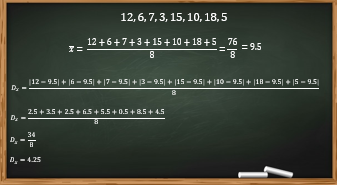 12, 6, 7, 3, 15, 10, 18, 5
x̄ = (12 + 6 + 7 + 3 + 15 + 10 + 18 + 5)/8 = 76/8 = 9.5
Dₓ = (|12 − 9.5| + |6 − 9.5| + |7 − 9.5| + |3 − 9.5| + |15 − 9.5| + |10 − 9.5| + |18 − 9.5| + |5 − 9.5|)/8
Dₓ = (2.5 + 3.5 + 2.5 + 6.5 + 5.5 + 0.5 + 8.5 + 4.5)/8
Dₓ = 34/8
Dₓ = 4.25